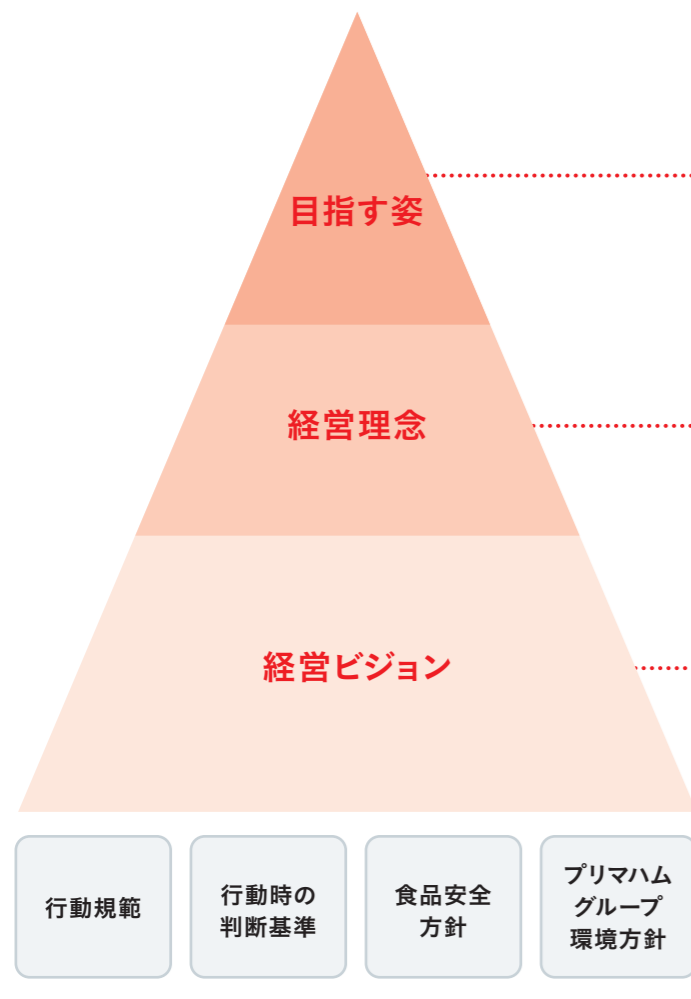 目指す姿
経営理念
経営ビジョン
行動規範
行動時の
判断基準
食品安全
方針
プリマハム
グループ
環境方針